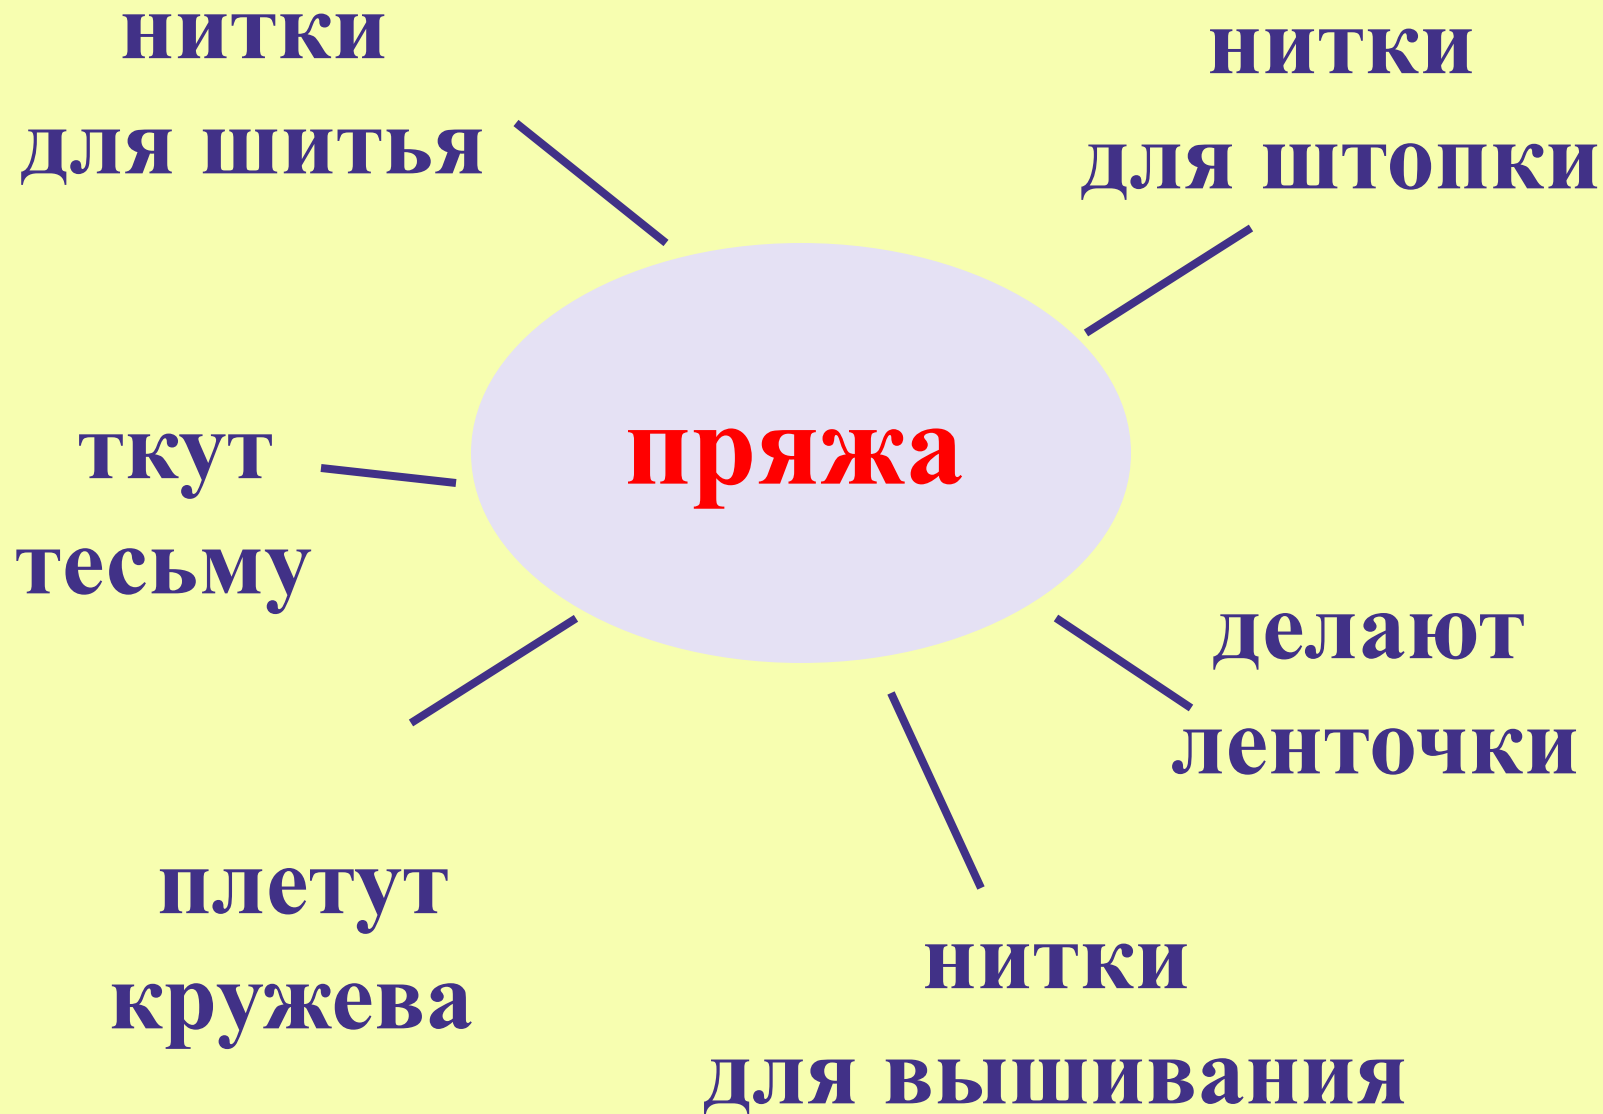 нитки
для шитья
нитки
для штопки
пряжа
ткут
тесьму
делают
ленточки
плетут
кружева
нитки
для вышивания